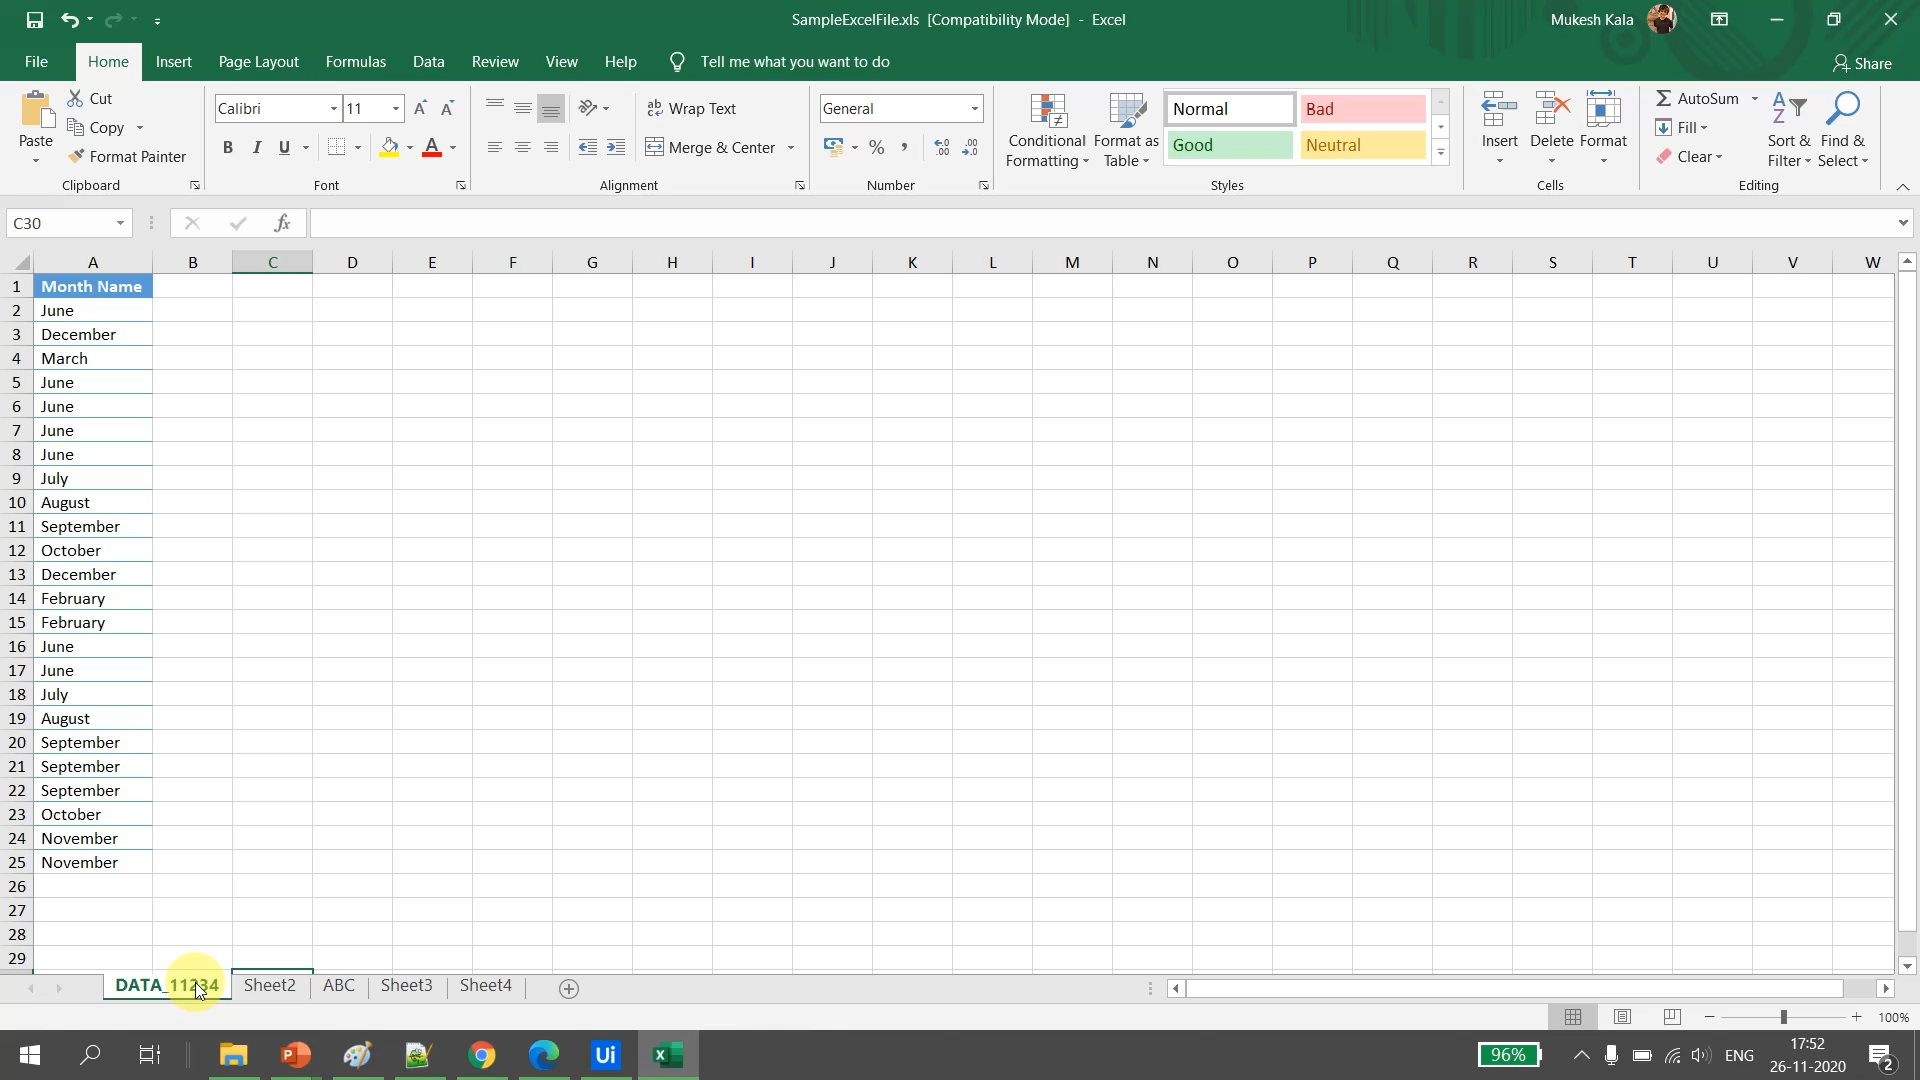 SampleExcelFile.xls [Compatibility Mode] - Excel
Mukesh Kala
File Home Insert Page Layout Formulas Data Review View Help Tell me what you want to do Share
Paste
Cut
Copy
Format Painter
Clipboard
Calibri 11
B I U A
Font
ab Wrap Text
Merge & Center
Alignment
General
%
Number
Conditional Formatting
Format as Table
Normal Bad
Good Neutral
Styles
Insert Delete Format
Cells
AutoSum
Fill
Clear
Sort & Filter
Find & Select
Editing
C30 fx
A B C D E F G H I J K L M N O P Q R S T U V W
1 Month Name
2 June
3 December
4 March
5 June
6 June
7 June
8 June
9 July
10 August
11 September
12 October
13 December
14 February
15 February
16 June
17 June
18 July
19 August
20 September
21 September
22 September
23 October
24 November
25 November
26
27
28
29
DATA_11234 Sheet2 ABC Sheet3 Sheet4
100%
Ui 96% ENG 17:52
26-11-2020 2